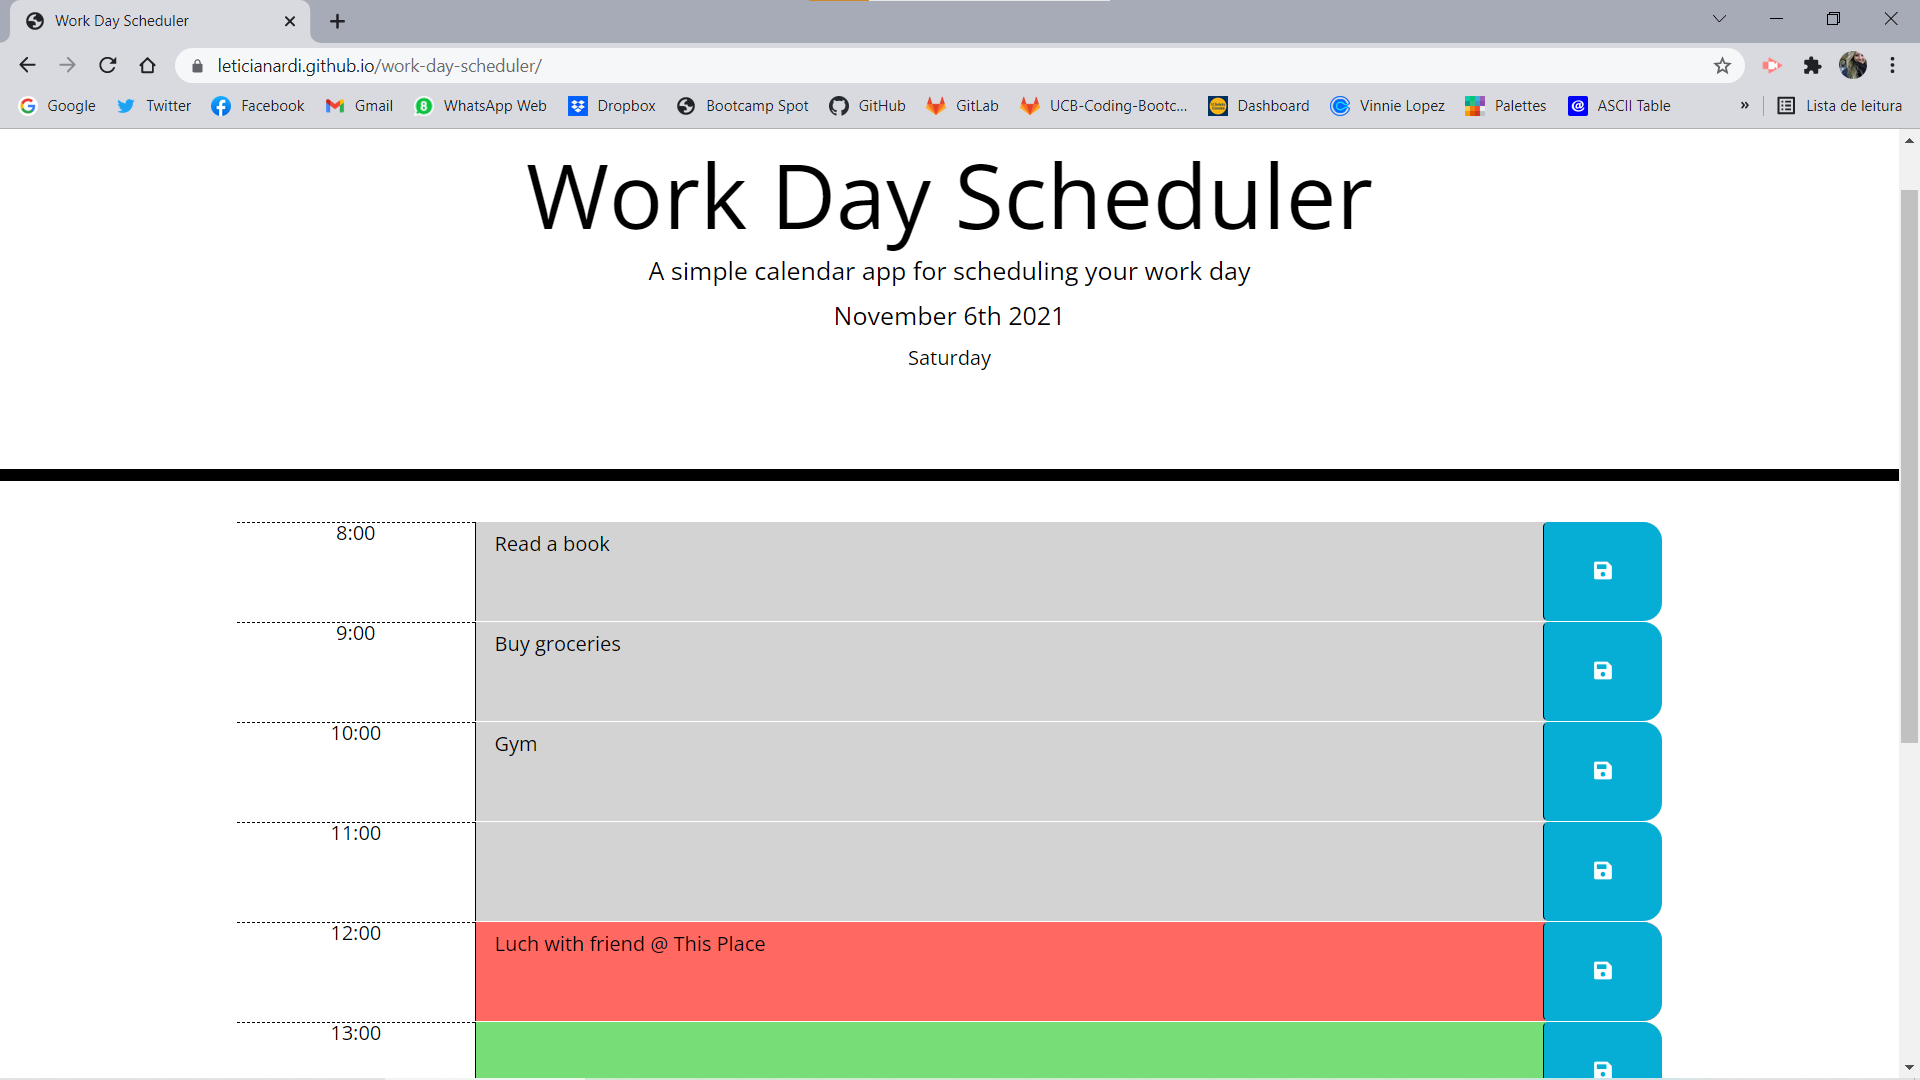 Work Day Scheduler
leticianardi.github.io/work-day-scheduler/
Google Twitter Facebook Gmail WhatsApp Web Dropbox Bootcamp Spot GitHub GitLab UCB-Coding-Bootc... Dashboard Vinnie Lopez Palettes ASCII Table » Lista de leitura
Work Day Scheduler
A simple calendar app for scheduling your work day
November 6th 2021
Saturday
8:00 Read a book
9:00 Buy groceries
10:00 Gym
11:00
12:00 Luch with friend @ This Place
13:00